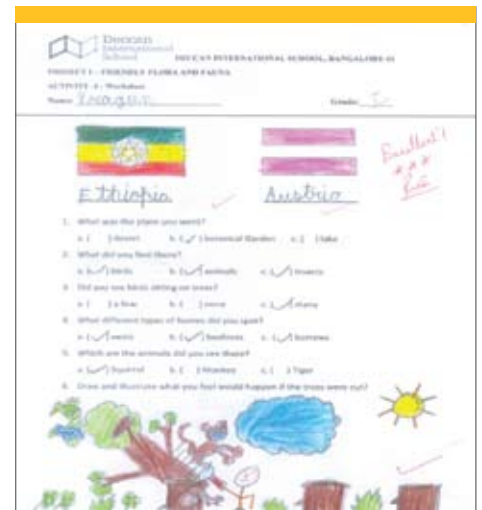 Deccan
International
School
DECCAN INTERNATIONAL SCHOOL, BANGALORE
PROJECT 1 - FRIENDLY FLORA AND FAUNA
ACTIVITY - 2 - Worksheet
Name: Grade: I
Excellent!
Ethiopia Austria
1. What was the place you went?
a. ( ) desert b. (✓) botanical Garden c. ( ) lake
2. What did you find there?
a. (✓) birds b. (✓) animals c. (✓) insects
3. Did you see birds sitting on trees?
a. ( ) a few b. ( ) none c. (✓) many
4. What different types of homes did you spot?
a. (✓) nests b. (✓) beehives c. (✓) burrows
5. Which are the animals did you see there?
a. (✓) Squirrel b. ( ) Monkey c. ( ) Tiger
6. Draw and illustrate what you feel would happen if the trees were cut?